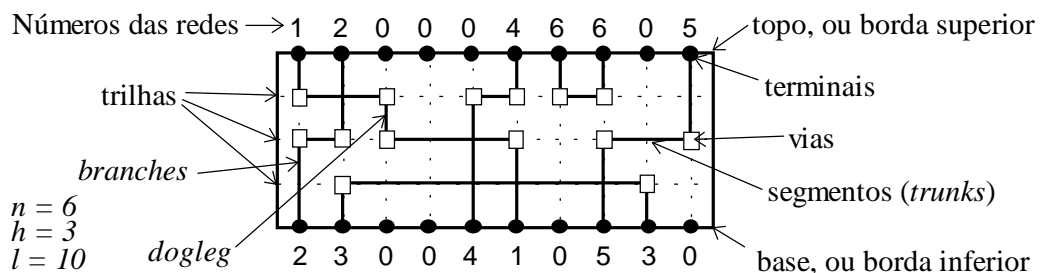 Números das redes 1 2 0 0 0 4 6 6 0 5 topo, ou borda superior
terminais
trilhas
vias
branches
segmentos (trunks)
n = 6
h = 3
l = 10
dogleg
2 3 0 0 4 1 0 5 3 0 base, ou borda inferior